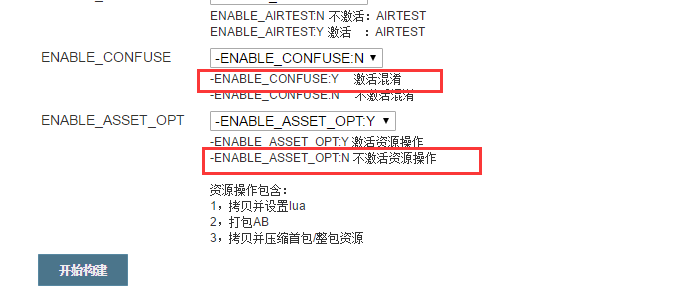 ENABLE_AIRTEST:N 不激活：AIRTEST
ENABLE_AIRTEST:Y 激活 ：AIRTEST
ENABLE_CONFUSE
-ENABLE_CONFUSE:N
-ENABLE_CONFUSE:Y 激活混淆
-ENABLE_CONFUSE:N 不激活混淆
ENABLE_ASSET_OPT
-ENABLE_ASSET_OPT:Y
-ENABLE_ASSET_OPT:Y 激活资源操作
-ENABLE_ASSET_OPT:N 不激活资源操作
资源操作包含：
1，拷贝并设置lua
2，打包AB
3，拷贝并压缩首包/整包资源
开始构建